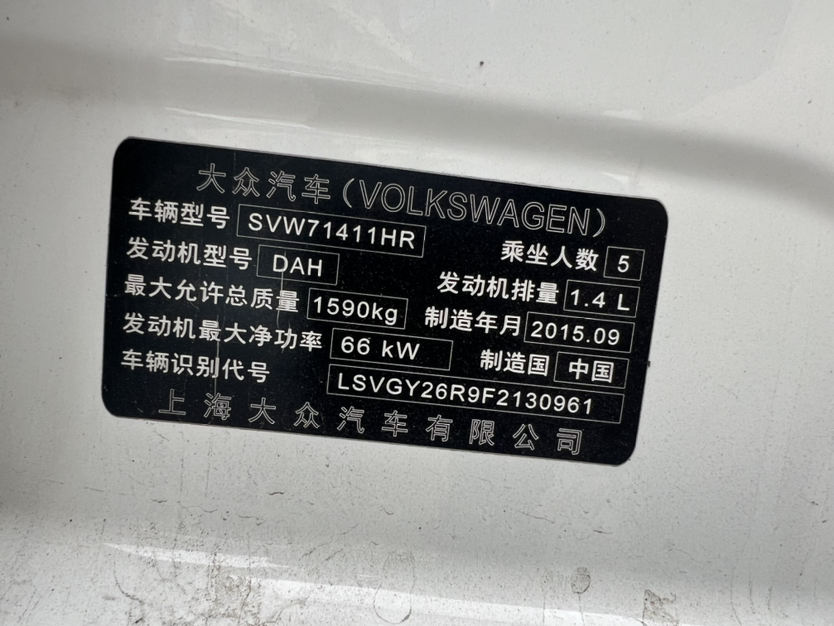 大众汽车(VOLKSWAGEN)
车辆型号 SVW71411HR 乘坐人数 5
发动机型号 DAH 发动机排量 1.4 L
最大允许总质量 1590kg 制造年月 2015.09
发动机最大净功率 66 kW 制造国 中国
车辆识别代号 LSVGY26R9F2130961
上海大众汽车有限公司